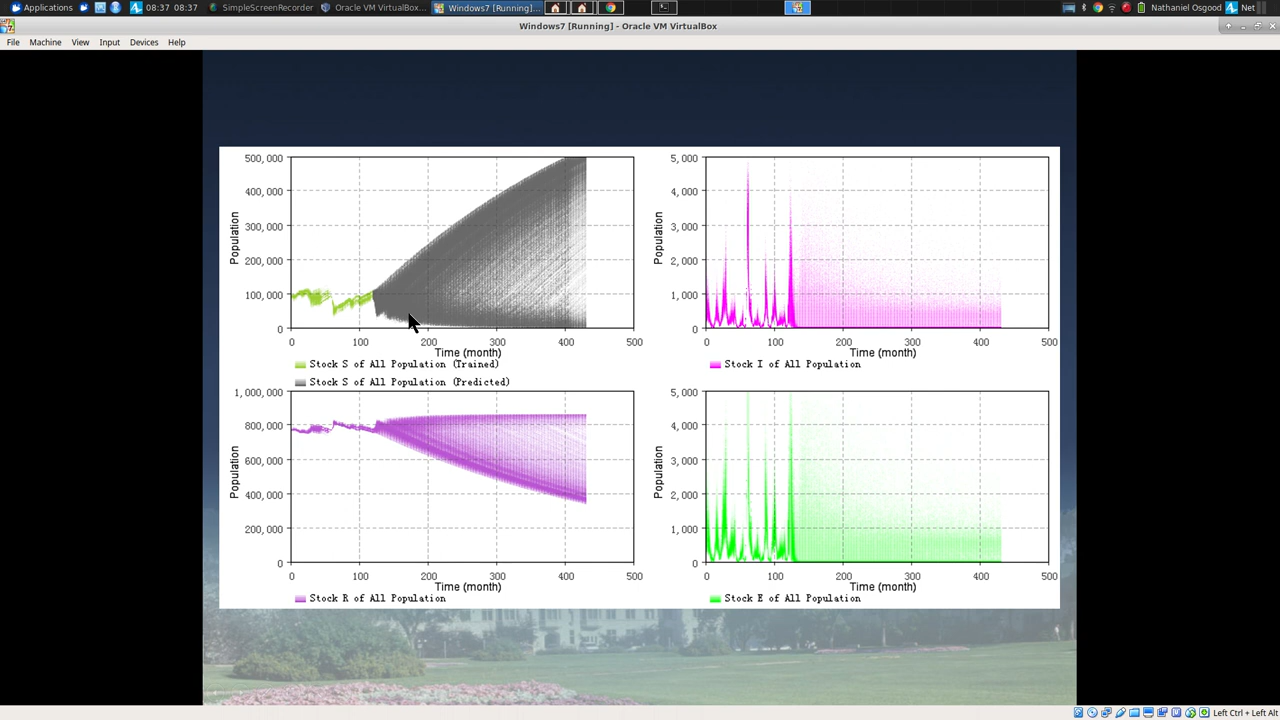 Applications
08:37 08:37
SimpleScreenRecorder
Oracle VM VirtualBox...
Windows7 [Running]...
Nathaniel Osgood
Net
Windows7 [Running] - Oracle VM VirtualBox
File Machine View Input Devices Help
500,000
400,000
300,000
200,000
100,000
0
Population
0 100 200 300 400 500
Time (month)
Stock S of All Population (Trained)
Stock S of All Population (Predicted)
5,000
4,000
3,000
2,000
1,000
0
Population
0 100 200 300 400 500
Time (month)
Stock I of All Population
1,000,000
800,000
600,000
400,000
200,000
0
Population
0 100 200 300 400 500
Time (month)
Stock R of All Population
5,000
4,000
3,000
2,000
1,000
0
Population
0 100 200 300 400 500
Time (month)
Stock E of All Population
Left Ctrl + Left Alt